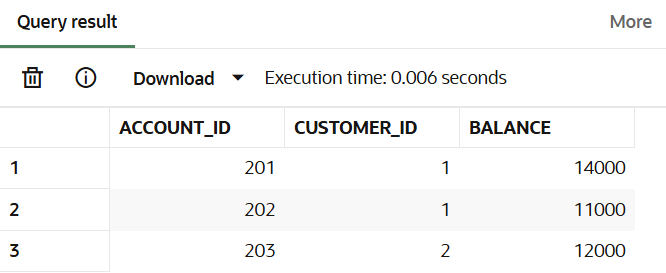 Query result More
Download Execution time: 0.006 seconds
ACCOUNT_ID CUSTOMER_ID BALANCE
1 201 1 14000
2 202 1 11000
3 203 2 12000